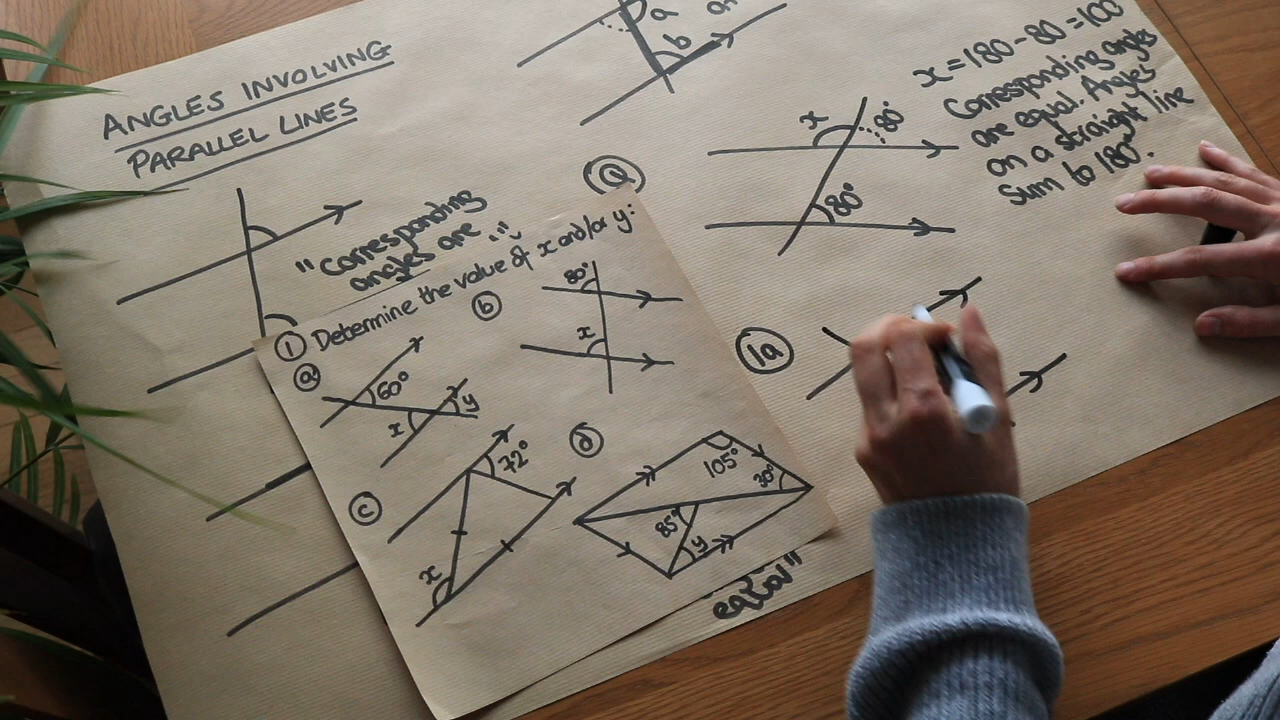 ANGLES INVOLVING
PARALLEL LINES
"Corresponding
angles are
a
b
Q
x
80°
80°
x = 180 - 80 = 100
Corresponding angles
are equal. Angles
on a straight line
sum to 180°.
1 Determine the value of x and/or y:
a
60°
x
y
b
80°
x
c
72°
x
d
105°
30°
85°
y
equal"
1a